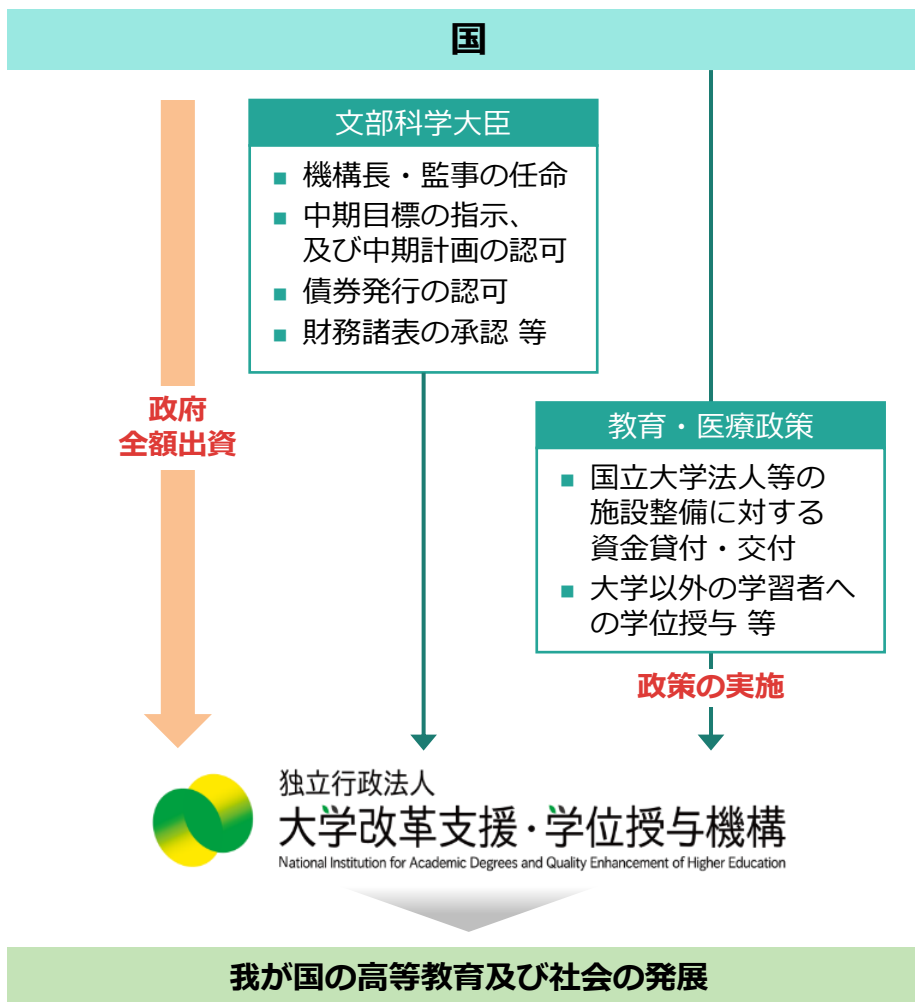 国
文部科学大臣
■ 機構長・監事の任命
■ 中期目標の指示、
及び中期計画の認可
■ 債券発行の認可
■ 財務諸表の承認 等
政府
全額出資
教育・医療政策
■ 国立大学法人等の
施設整備に対する
資金貸付・交付
■ 大学以外の学習者へ
の学位授与 等
政策の実施
独立行政法人
大学改革支援・学位授与機構
National Institution for Academic Degrees and Quality Enhancement of Higher Education
我が国の高等教育及び社会の発展